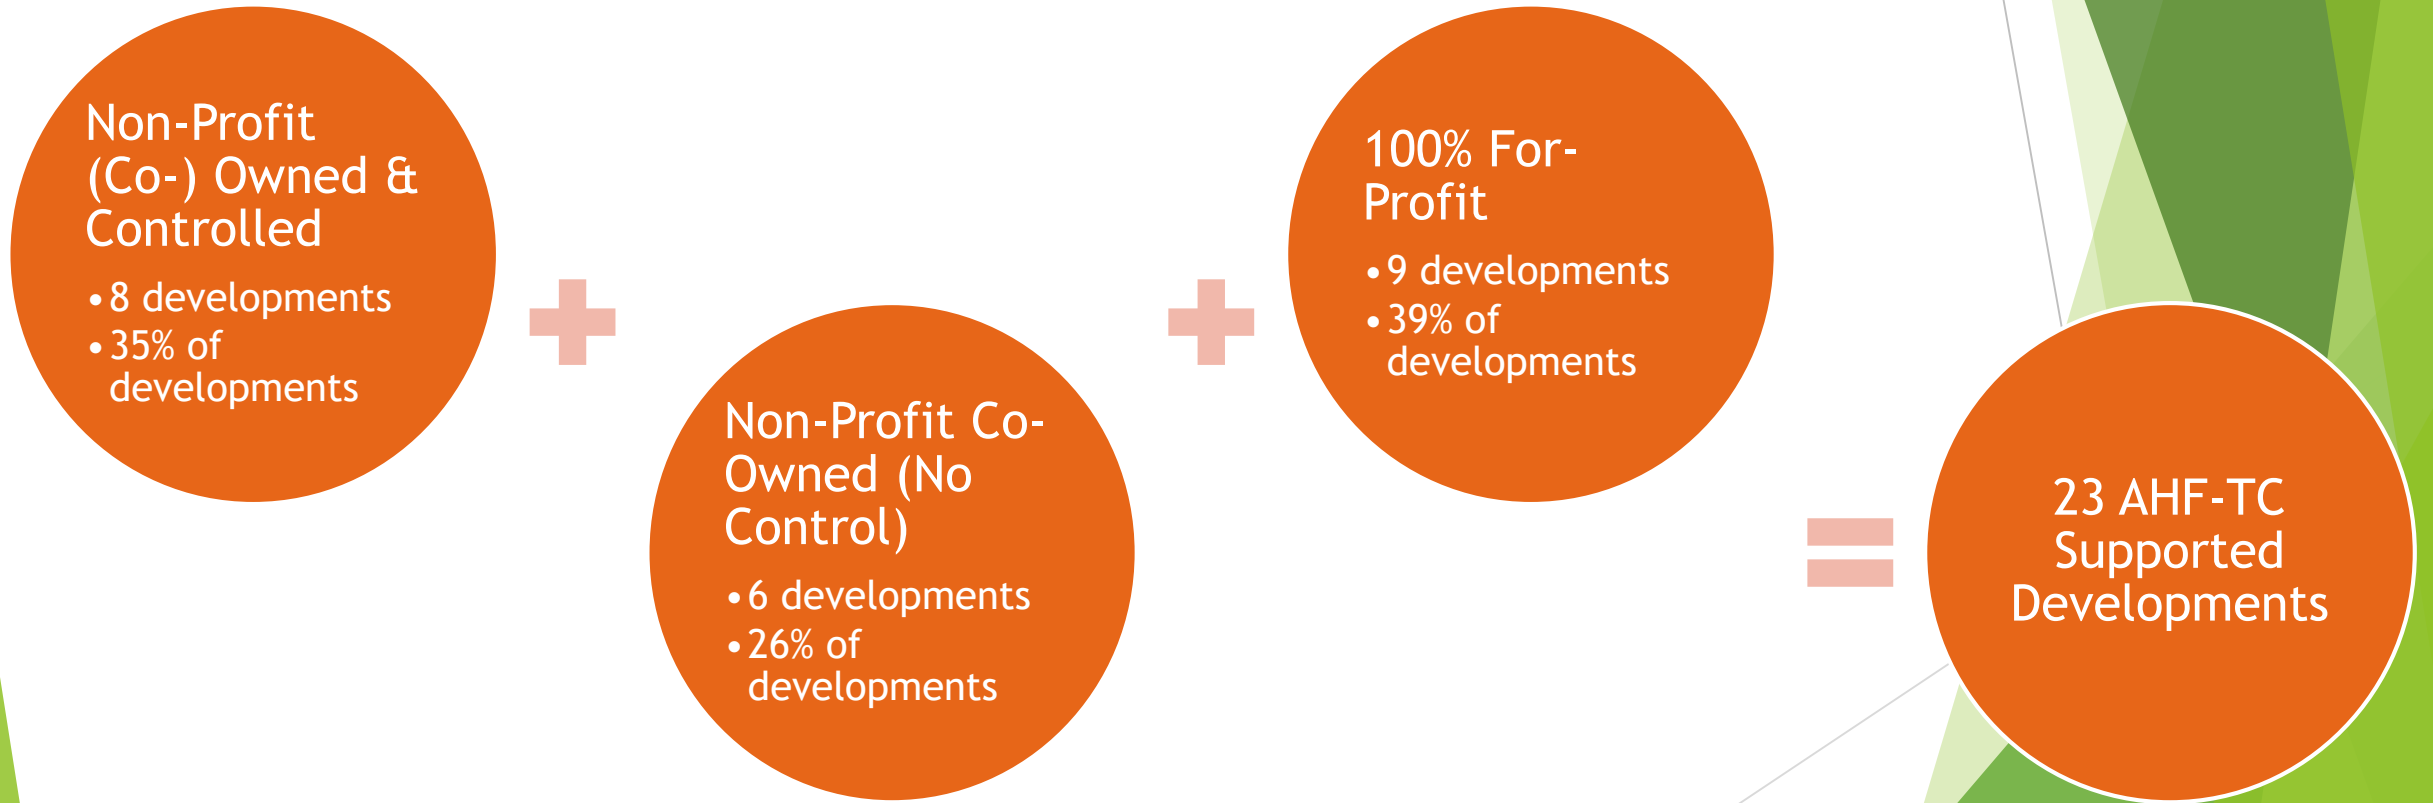 Non-Profit
(Co-) Owned &
Controlled
•8 developments
•35% of
developments
Non-Profit Co-
Owned (No
Control)
•6 developments
•26% of
developments
100% For-
Profit
•9 developments
•39% of
developments
23 AHF-TC
Supported
Developments